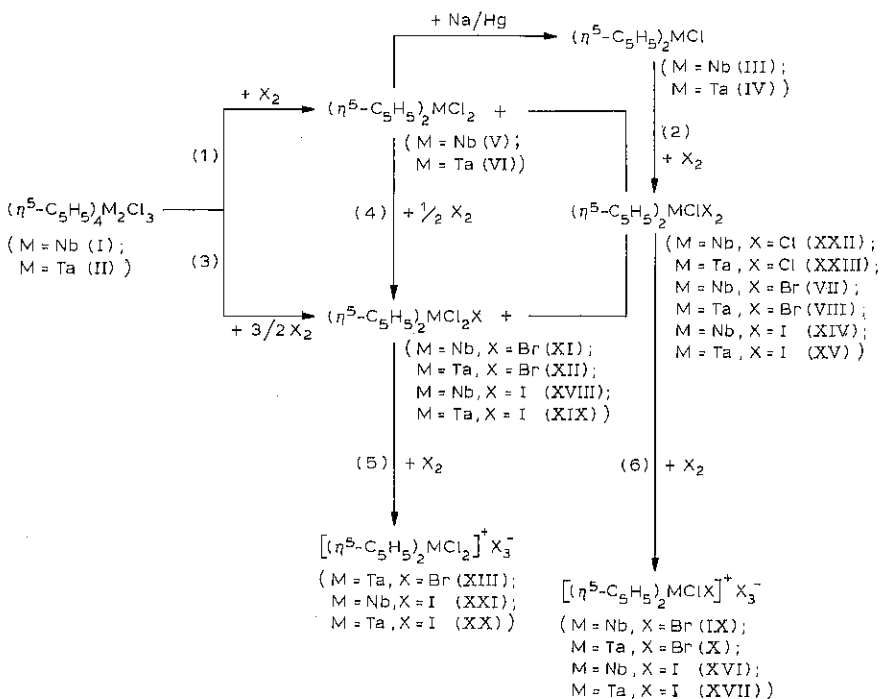 + Na/Hg
(η⁵-C₅H₅)₂MCl
(M = Nb (III);
M = Ta (IV))
+ X₂
(η⁵-C₅H₅)₂MCl₂ +
(M = Nb (V);
M = Ta (VI))
(1)
(2)
+ X₂
(η⁵-C₅H₅)₄M₂Cl₃
(M = Nb (I);
M = Ta (II))
(4)
+ ½ X₂
(η⁵-C₅H₅)₂MClX₂
(M = Nb, X = Cl (XXII);
M = Ta, X = Cl (XXIII);
M = Nb, X = Br (VII);
M = Ta, X = Br (VIII);
M = Nb, X = I (XIV);
M = Ta, X = I (XV))
(3)
+ 3/2 X₂
(η⁵-C₅H₅)₂MCl₂X +
(M = Nb, X = Br (XI);
M = Ta, X = Br (XII);
M = Nb, X = I (XVIII);
M = Ta, X = I (XIX))
(5)
+ X₂
(6)
+ X₂
[(η⁵-C₅H₅)₂MCl₂]⁺X₃⁻
(M = Ta, X = Br (XIII);
M = Nb, X = I (XXI);
M = Ta, X = I (XX))
[(η⁵-C₅H₅)₂MClX]⁺X₃⁻
(M = Nb, X = Br (IX);
M = Ta, X = Br (X);
M = Nb, X = I (XVI);
M = Ta, X = I (XVII))